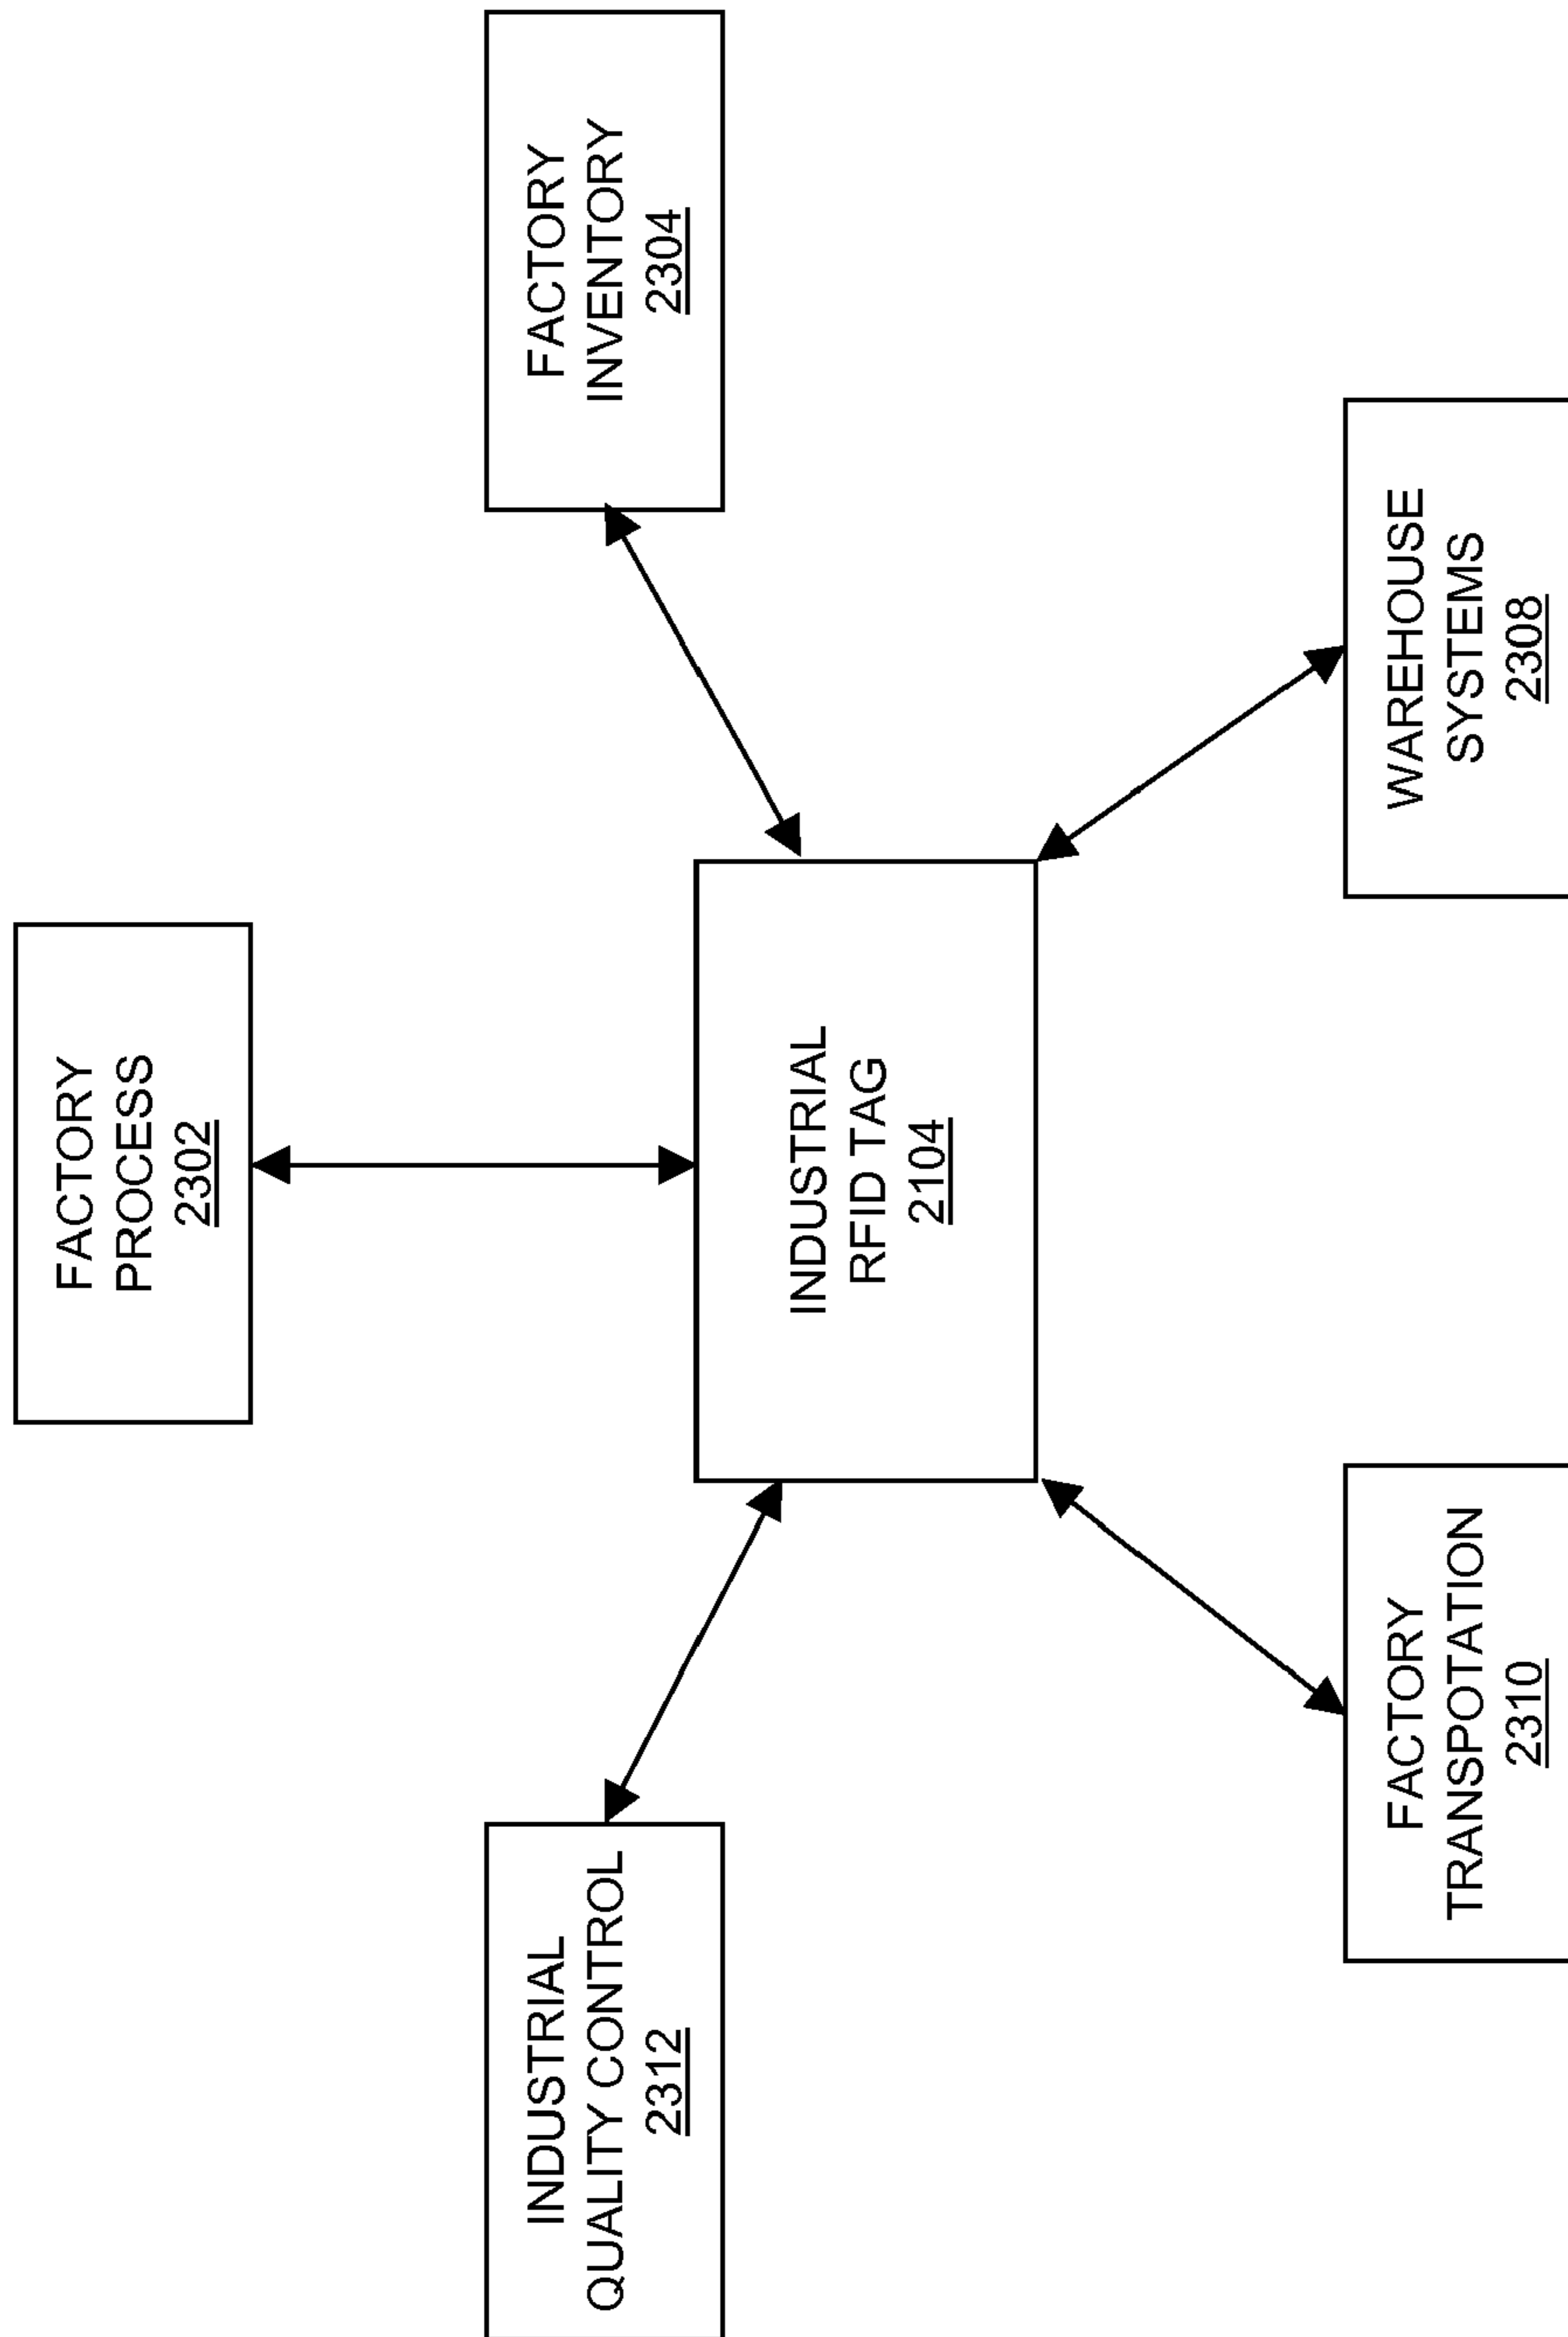 FACTORY
PROCESS
2302
INDUSTRIAL
QUALITY CONTROL
2312
FACTORY
INVENTORY
2304
INDUSTRIAL
RFID TAG
2104
FACTORY
TRANSPOTATION
2310
WAREHOUSE
SYSTEMS
2308